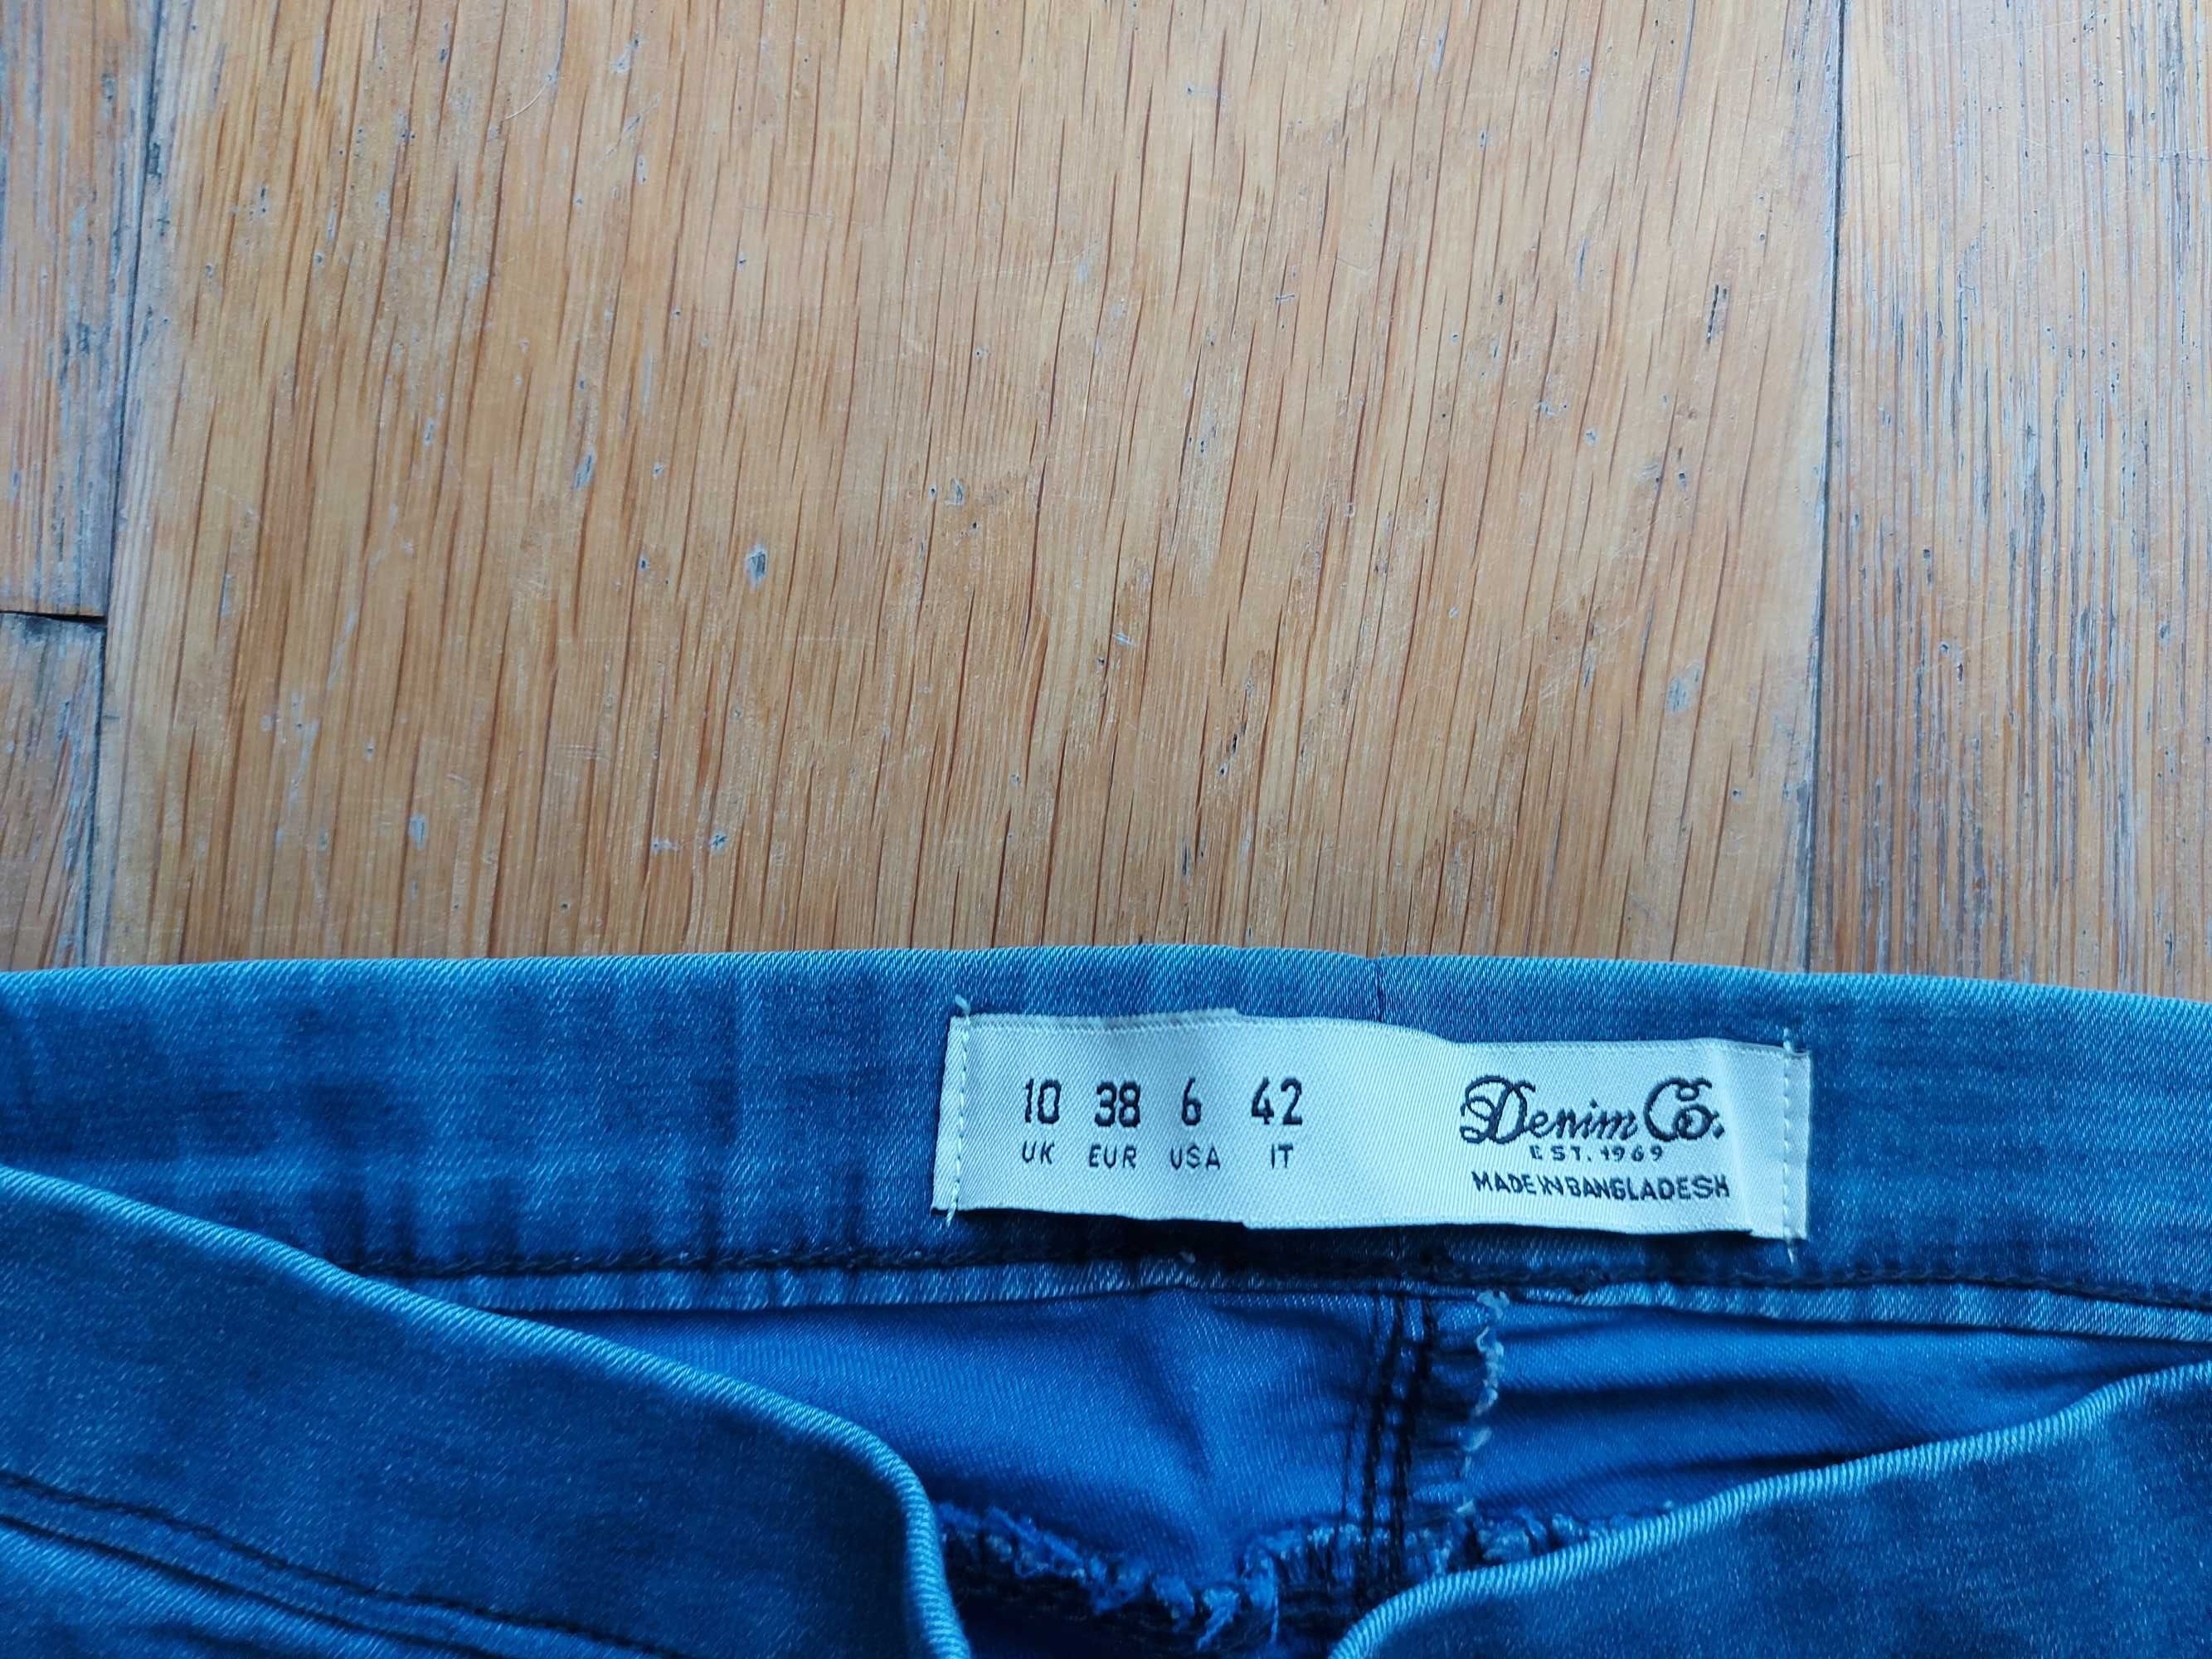 10 38 6 42
UK EUR USA IT
Denim Co.
EST. 1969
MADE IN BANGLADESH